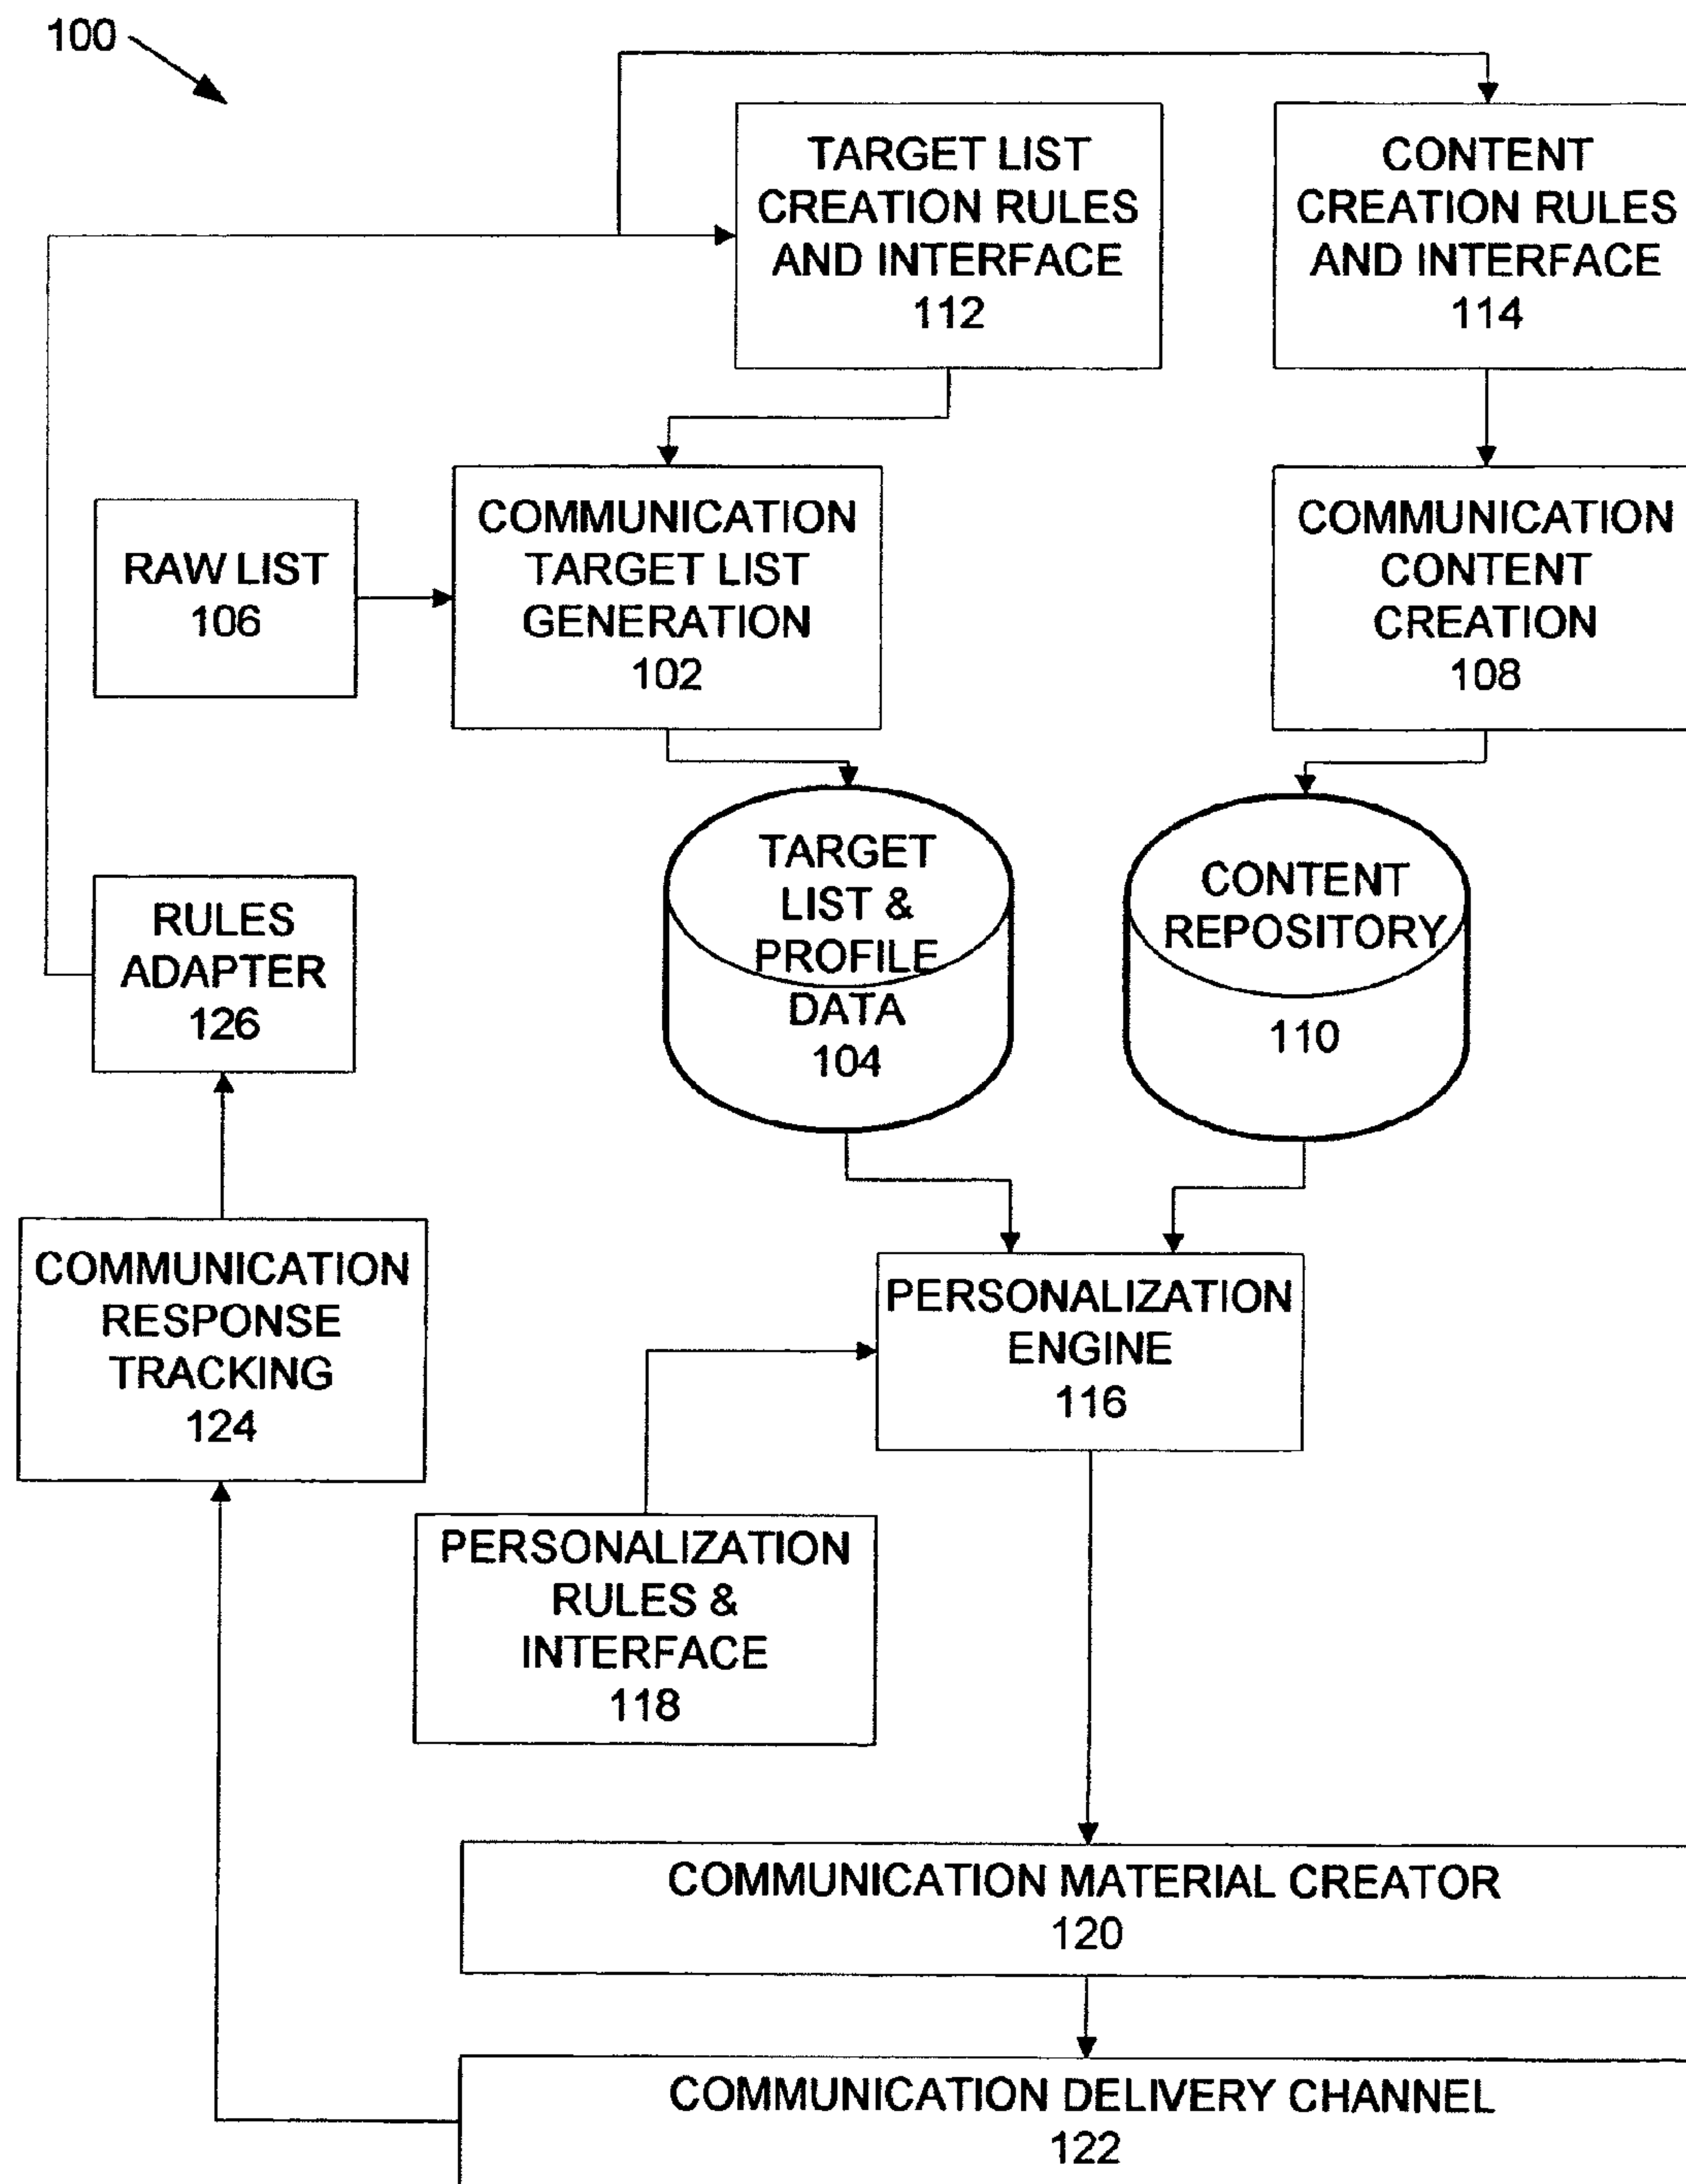 100
TARGET LIST
CREATION RULES
AND INTERFACE
112
CONTENT
CREATION RULES
AND INTERFACE
114
RAW LIST
106
COMMUNICATION
TARGET LIST
GENERATION
102
COMMUNICATION
CONTENT
CREATION
108
TARGET
LIST &
PROFILE
DATA
104
CONTENT
REPOSITORY
110
RULES
ADAPTER
126
COMMUNICATION
RESPONSE
TRACKING
124
PERSONALIZATION
ENGINE
116
PERSONALIZATION
RULES &
INTERFACE
118
COMMUNICATION MATERIAL CREATOR
120
COMMUNICATION DELIVERY CHANNEL
122